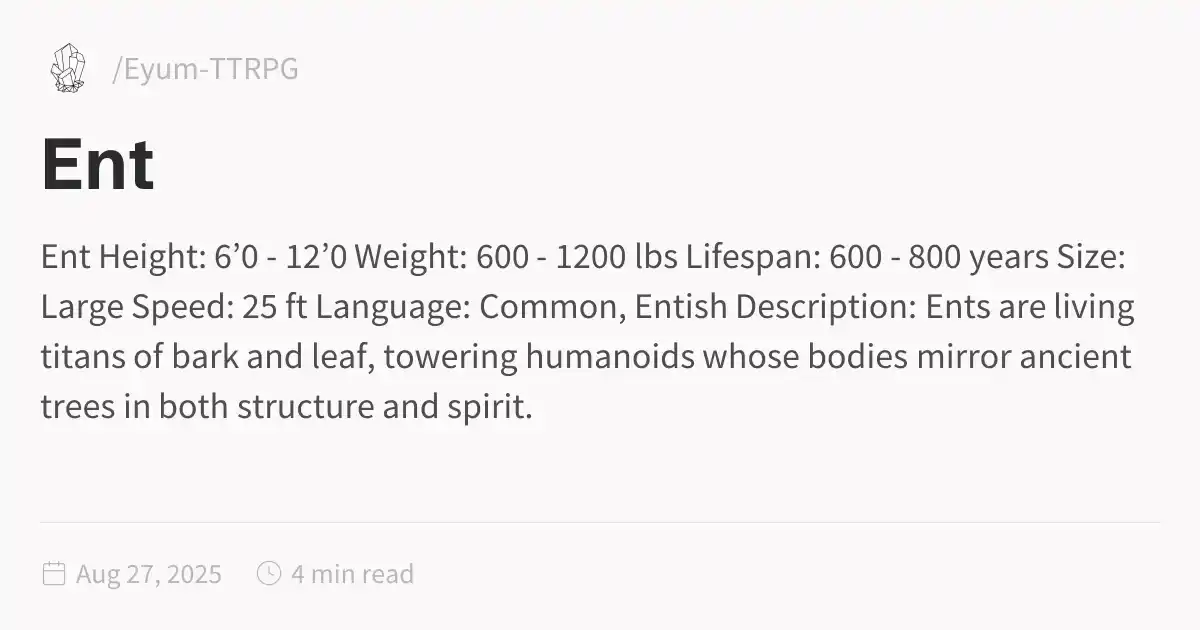 /Eyum-TTRPG
Ent
Ent Height: 6’0 - 12’0 Weight: 600 - 1200 lbs Lifespan: 600 - 800 years Size:
Large Speed: 25 ft Language: Common, Entish Description: Ents are living
titans of bark and leaf, towering humanoids whose bodies mirror ancient
trees in both structure and spirit.
Aug 27, 2025 4 min read